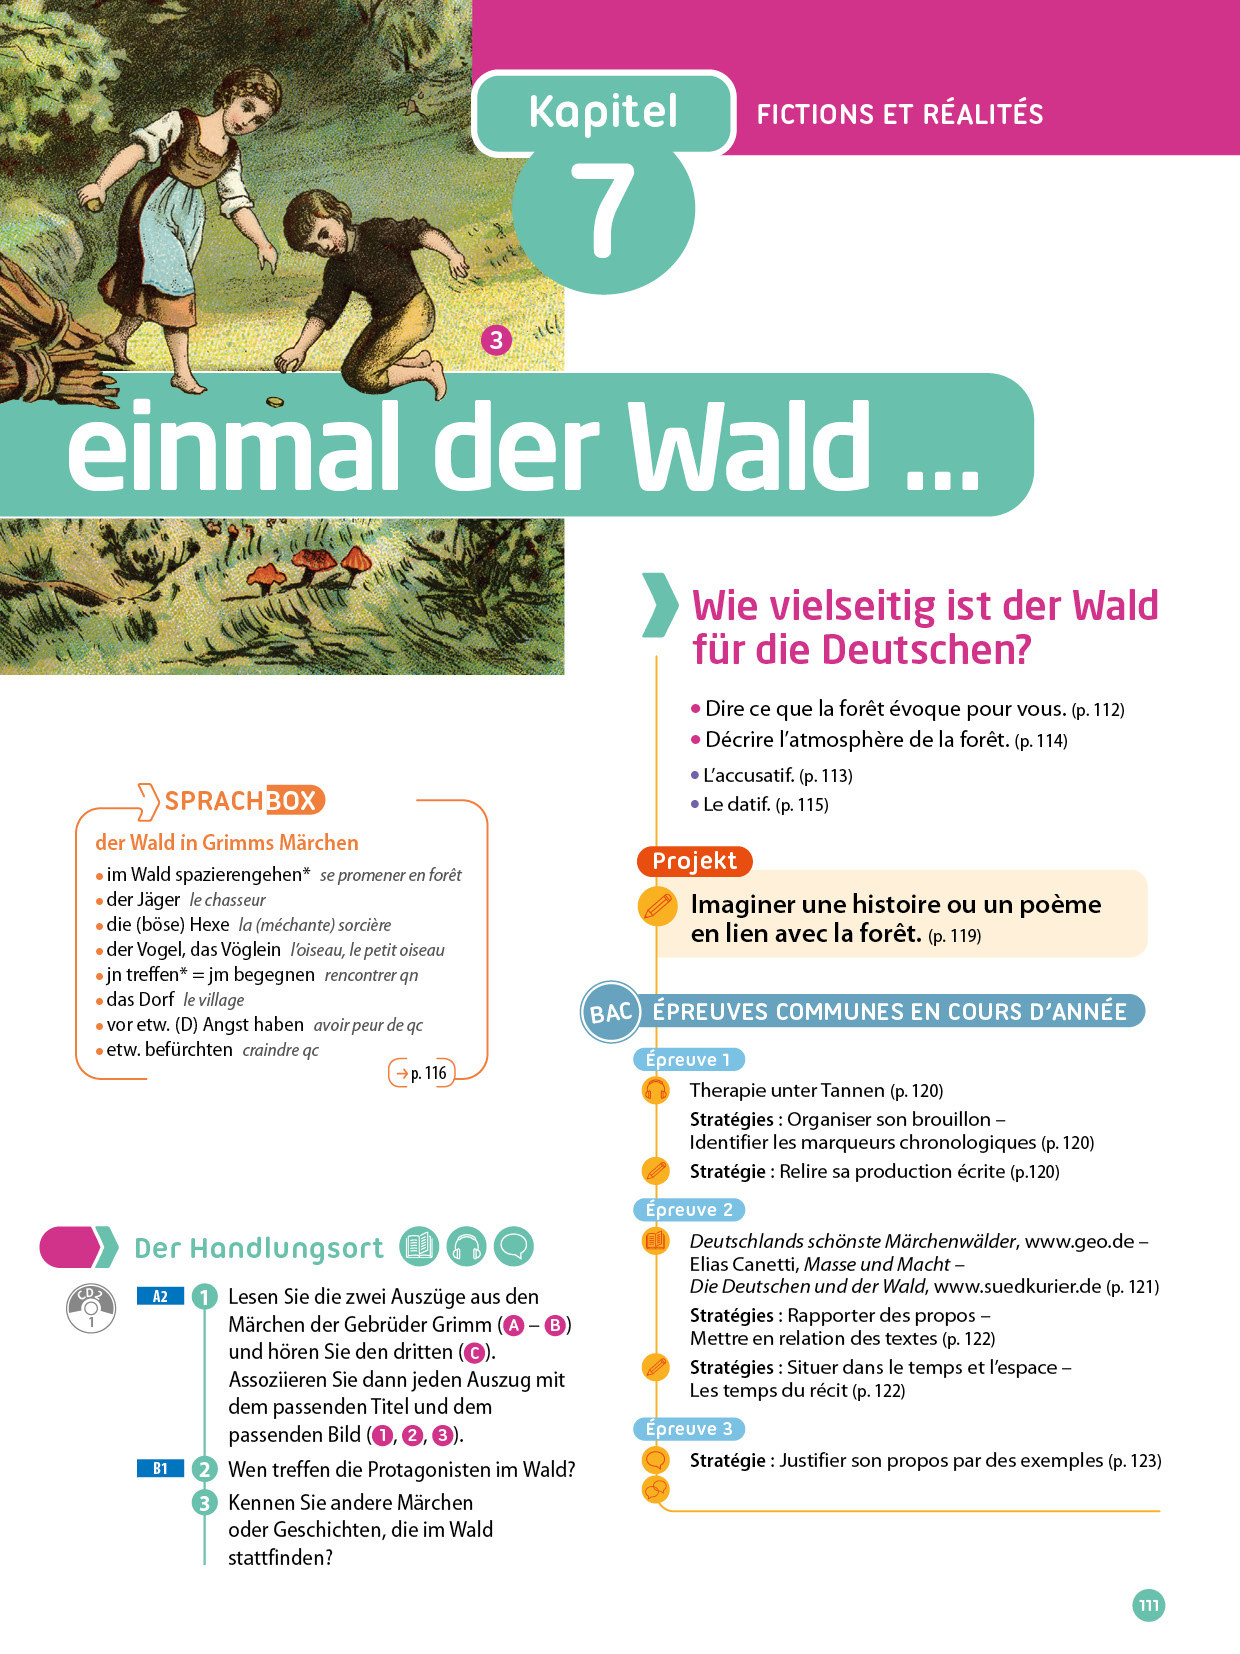 Kapitel
7
FICTIONS ET RÉALITÉS
3
einmal der Wald ...
Wie vielseitig ist der Wald
für die Deutschen?
• Dire ce que la forêt évoque pour vous. (p. 112)
• Décrire l'atmosphère de la forêt. (p. 114)
• L'accusatif. (p. 113)
• Le datif. (p. 115)
Projekt
Imaginer une histoire ou un poème
en lien avec la forêt. (p. 119)
BAC ÉPREUVES COMMUNES EN COURS D'ANNÉE
Épreuve 1
Therapie unter Tannen (p. 120)
Stratégies : Organiser son brouillon –
Identifier les marqueurs chronologiques (p. 120)
Stratégie : Relire sa production écrite (p.120)
Épreuve 2
Deutschlands schönste Märchenwälder, www.geo.de –
Elias Canetti, Masse und Macht –
Die Deutschen und der Wald, www.suedkurier.de (p. 121)
Stratégies : Rapporter des propos –
Mettre en relation des textes (p. 122)
Stratégies : Situer dans le temps et l'espace –
Les temps du récit (p. 122)
Épreuve 3
Stratégie : Justifier son propos par des exemples (p. 123)
SPRACHBOX
der Wald in Grimms Märchen
• im Wald spazierengehen* se promener en forêt
• der Jäger le chasseur
• die (böse) Hexe la (méchante) sorcière
• der Vogel, das Vöglein l'oiseau, le petit oiseau
• jn treffen* = jm begegnen rencontrer qn
• das Dorf le village
• vor etw. (D) Angst haben avoir peur de qc
• etw. befürchten craindre qc
→ p. 116
Der Handlungsort
CD 2
1
A2 1 Lesen Sie die zwei Auszüge aus den
Märchen der Gebrüder Grimm (A – B)
und hören Sie den dritten (C).
Assoziieren Sie dann jeden Auszug mit
dem passenden Titel und dem
passenden Bild (1, 2, 3).
B1 2 Wen treffen die Protagonisten im Wald?
3 Kennen Sie andere Märchen
oder Geschichten, die im Wald
stattfinden?
111